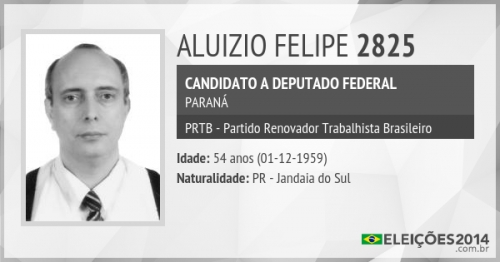 ALUIZIO FELIPE 2825
CANDIDATO A DEPUTADO FEDERAL
PARANÁ
PRTB - Partido Renovador Trabalhista Brasileiro
Idade: 54 anos (01-12-1959)
Naturalidade: PR - Jandaia do Sul
ELEIÇÕES2014
.com.br